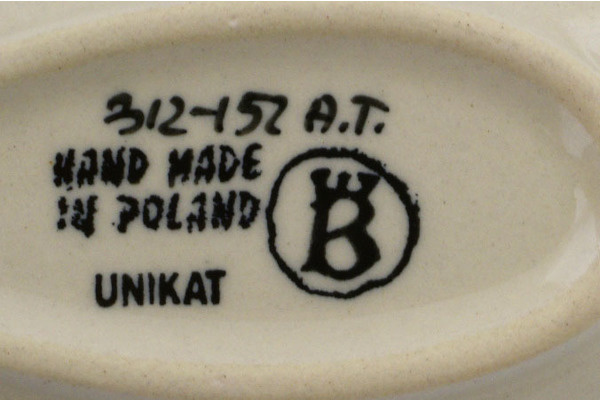 312-152 A.T.
HAND MADE
IN POLAND
B
UNIKAT